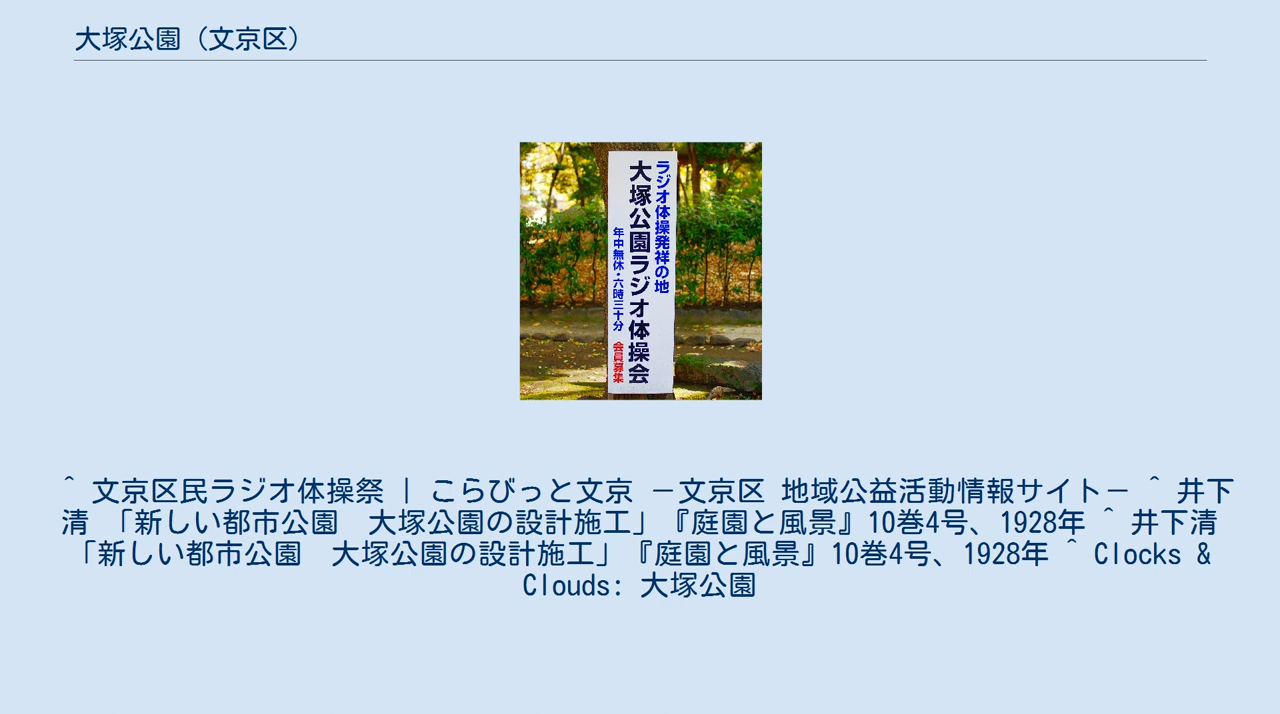 大塚公園（文京区）
ラジオ体操発祥の地
大塚公園ラジオ体操会
年中無休・六時三十分 会員募集
^ 文京区民ラジオ体操祭 | こらびっと文京 －文京区 地域公益活動情報サイト－ ^ 井下
清 「新しい都市公園　大塚公園の設計施工」『庭園と風景』10巻4号、1928年 ^ 井下清
「新しい都市公園　大塚公園の設計施工」『庭園と風景』10巻4号、1928年 ^ Clocks &
Clouds: 大塚公園